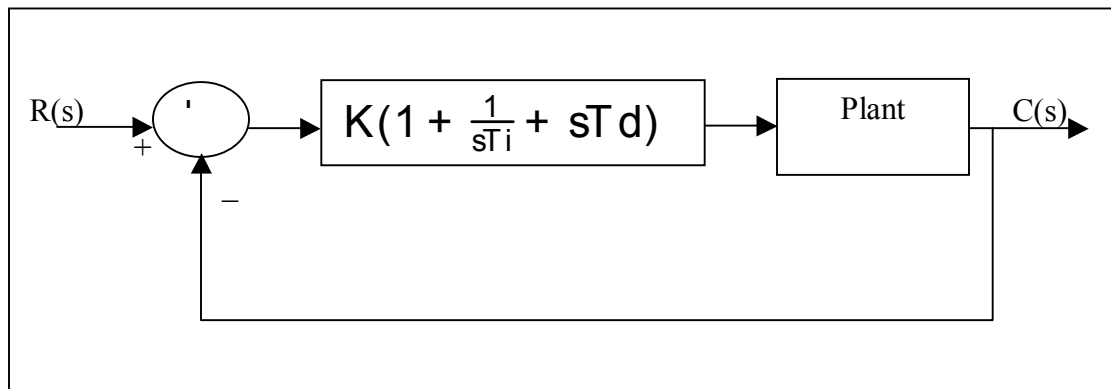 R(s)
+
−
K(1 + 1/sTi + sTd)
Plant
C(s)